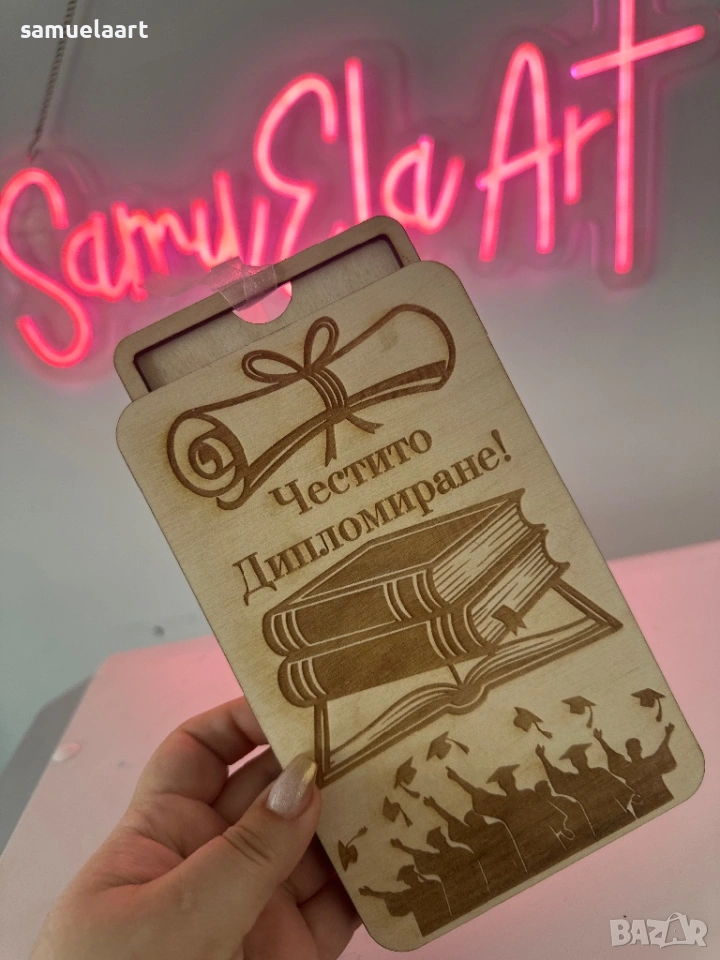 samuelaart
SamuEla Art
Честито
Дипломиране!
BAZAR